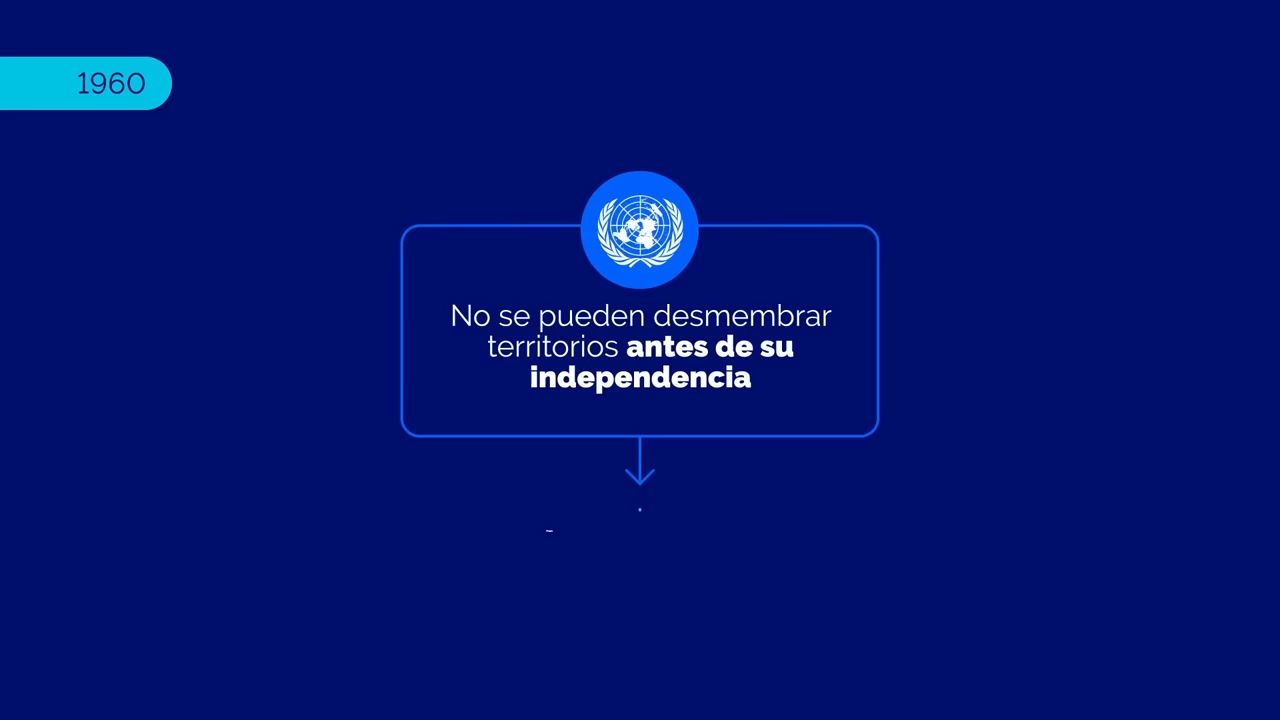 1960
No se pueden desmembrar
territorios antes de su
independencia